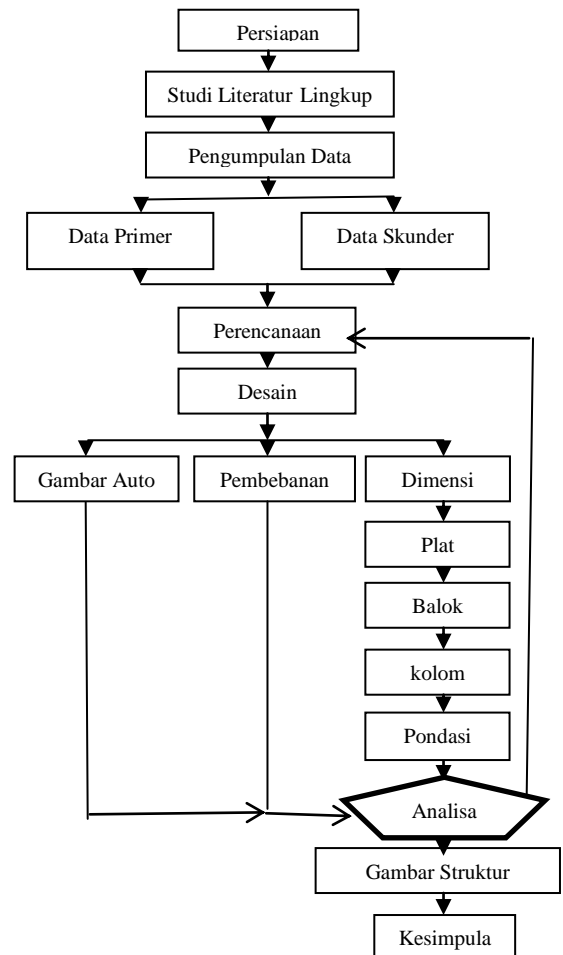 Persiapan
Studi Literatur Lingkup
Pengumpulan Data
Data Primer
Data Skunder
Perencanaan
Desain
Gambar Auto
Pembebanan
Dimensi
Plat
Balok
kolom
Pondasi
Analisa
Gambar Struktur
Kesimpula